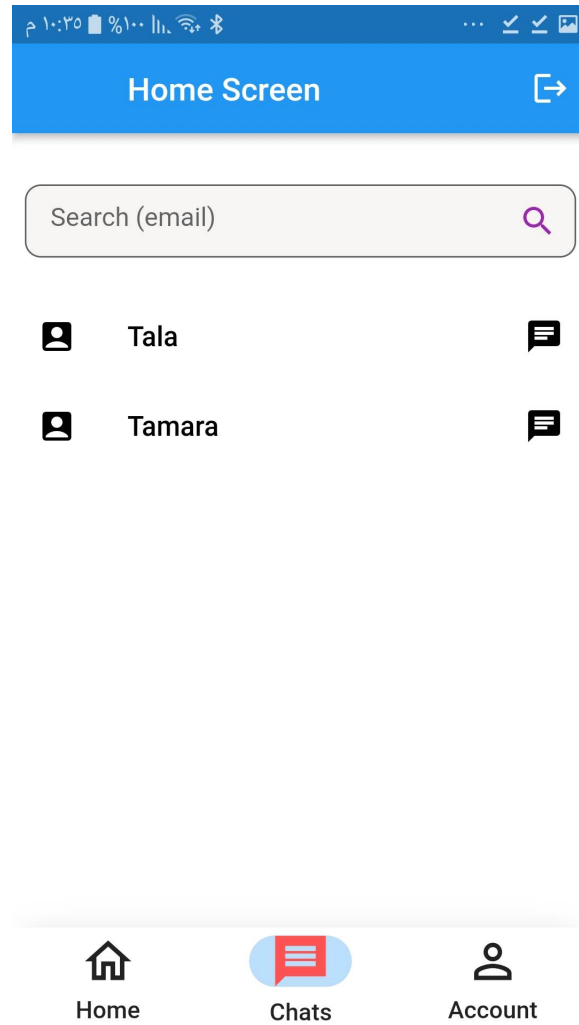 ١٠:٣٥ م %١٠٠
Home Screen
Search (email)
Tala
Tamara
Home Chats Account